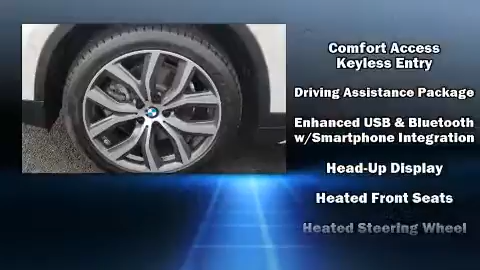 Comfort Access
Keyless Entry
Driving Assistance Package
Enhanced USB & Bluetooth
w/Smartphone Integration
Head-Up Display
Heated Front Seats
Heated Steering Wheel